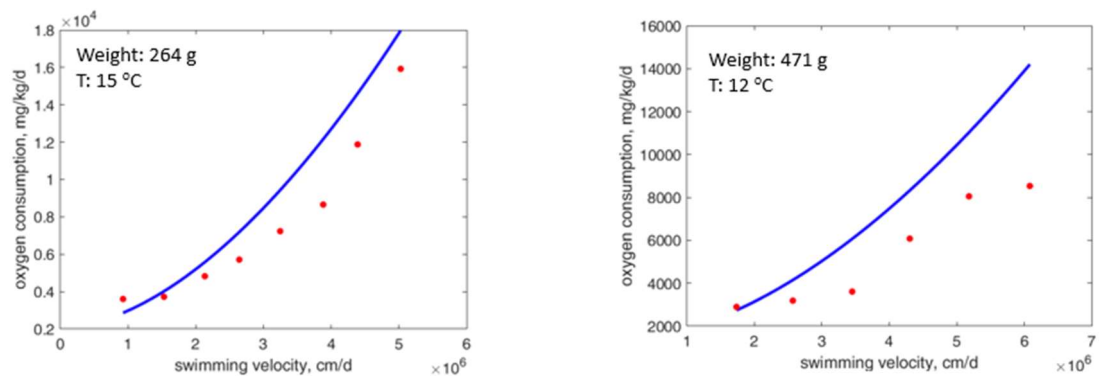 ×10⁴
1.8
1.6
1.4
1.2
1
0.8
0.6
0.4
0.2
oxygen consumption, mg/kg/d
Weight: 264 g
T: 15 °C
0 1 2 3 4 5 6
swimming velocity, cm/d
×10⁶
16000
14000
12000
10000
8000
6000
4000
2000
oxygen consumption, mg/kg/d
Weight: 471 g
T: 12 °C
1 2 3 4 5 6 7
swimming velocity, cm/d
×10⁶